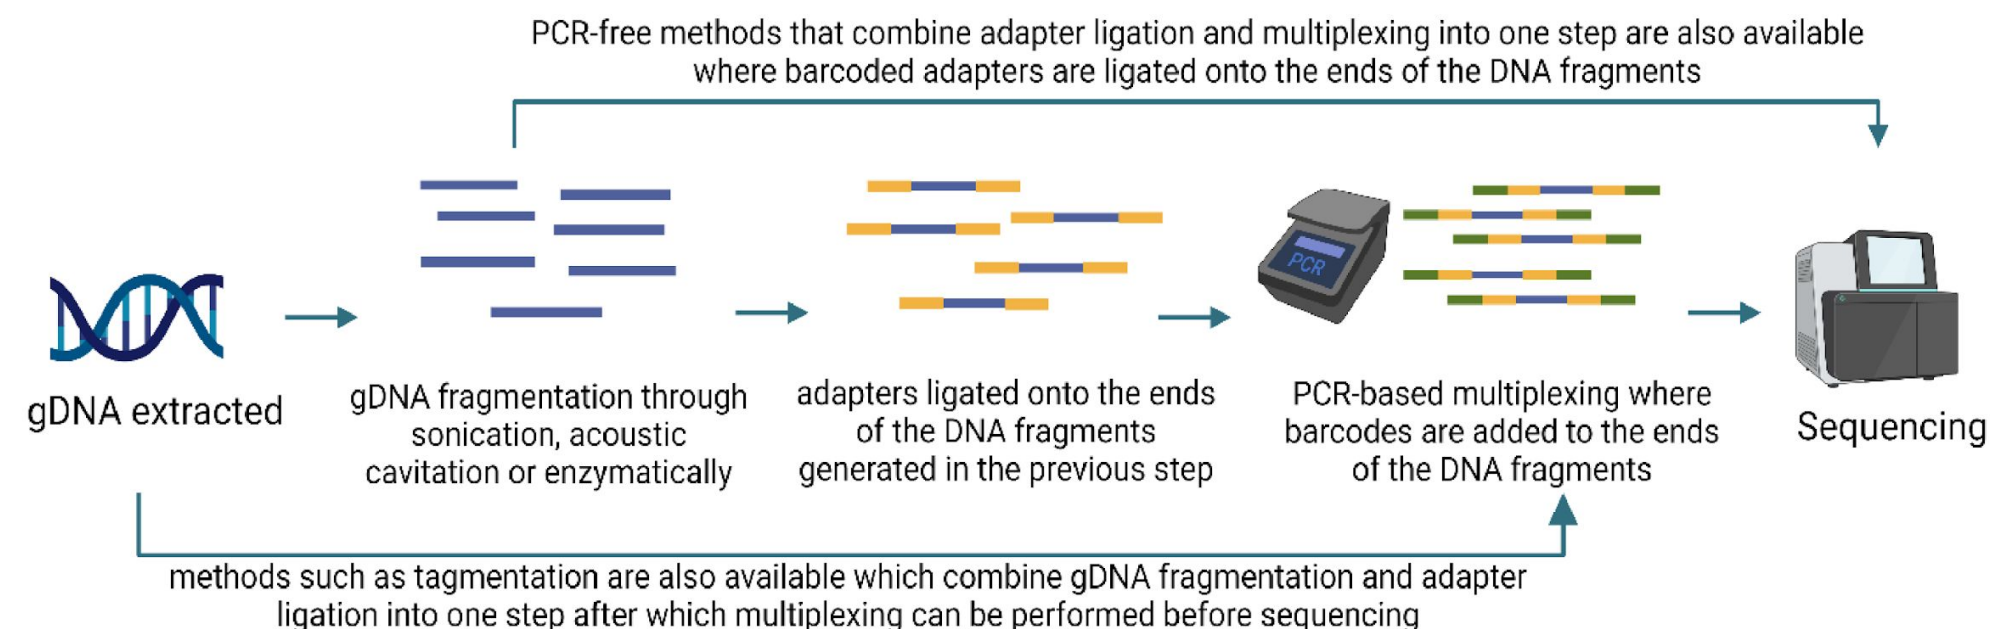 PCR-free methods that combine adapter ligation and multiplexing into one step are also available
where barcoded adapters are ligated onto the ends of the DNA fragments
gDNA extracted
gDNA fragmentation through
sonication, acoustic
cavitation or enzymatically
adapters ligated onto the ends
of the DNA fragments
generated in the previous step
PCR
PCR-based multiplexing where
barcodes are added to the ends
of the DNA fragments
Sequencing
methods such as tagmentation are also available which combine gDNA fragmentation and adapter
ligation into one step after which multiplexing can be performed before sequencing